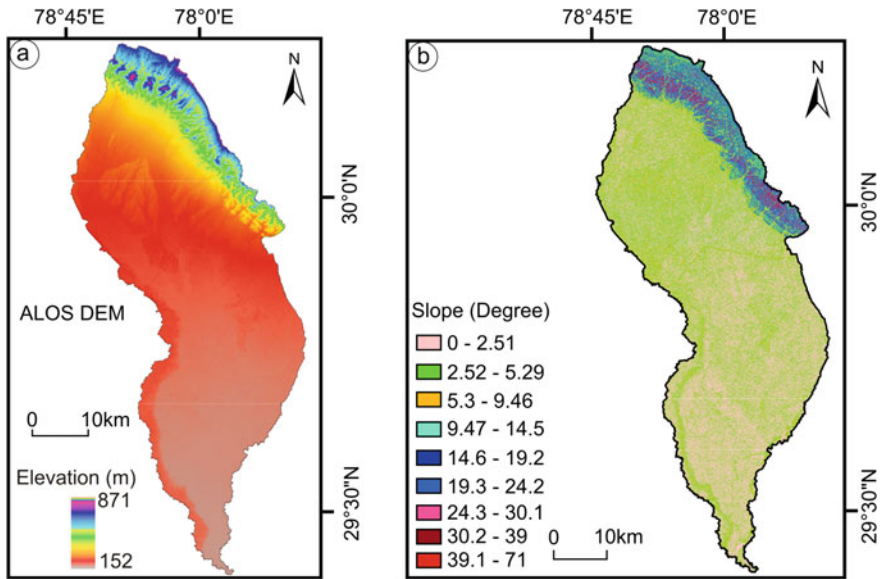 78°45'E 78°0'E
a
N
30°0'N
ALOS DEM
0 10km
Elevation (m)
871
152
29°30"N
78°45'E 78°0'E
b
N
30°0'N
Slope (Degree)
0 - 2.51
2.52 - 5.29
5.3 - 9.46
9.47 - 14.5
14.6 - 19.2
19.3 - 24.2
24.3 - 30.1
30.2 - 39
39.1 - 71
0 10km
29°30"N